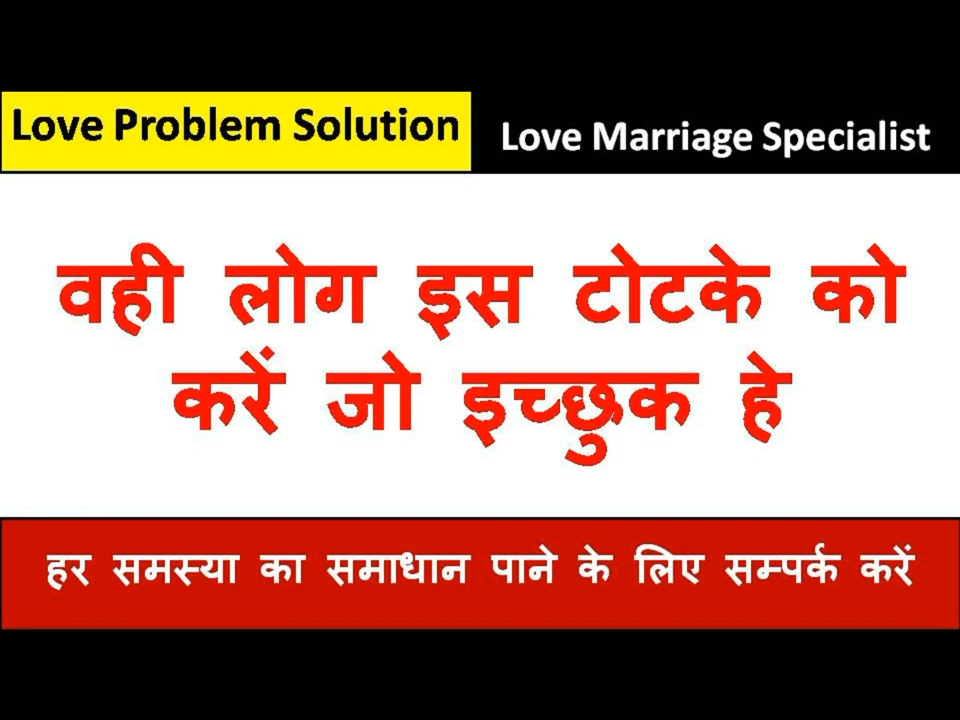 Love Problem Solution
Love Marriage Specialist
वही लोग इस टोटके को
करें जो इच्छुक हे
हर समस्या का समाधान पाने के लिए सम्पर्क करें